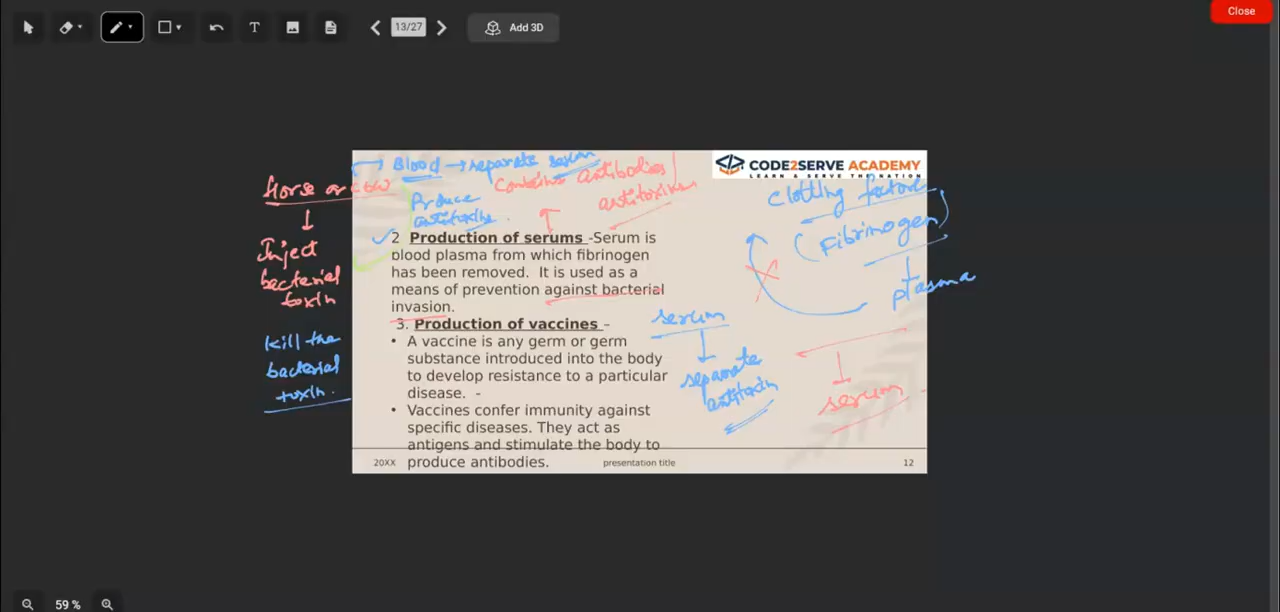 Close
T
13/27
Add 3D
Blood → separate serum
Contains antibodies
antitoxins
Horse or cow
Produce
antitoxins.
CODE2SERVE ACADEMY
LEARN & SERVE THE NATION
Clotting factors
(Fibrinogen)
plasma
Inject
bacterial
toxin
Kill the
bacterial
toxin.
2 Production of serums -Serum is
blood plasma from which fibrinogen
has been removed. It is used as a
means of prevention against bacterial
invasion.
3. Production of vaccines -
• A vaccine is any germ or germ
substance introduced into the body
to develop resistance to a particular
disease. -
• Vaccines confer immunity against
specific diseases. They act as
antigens and stimulate the body to
produce antibodies.
serum
separate
antitoxin
serum
20XX
presentation title
12
59 %